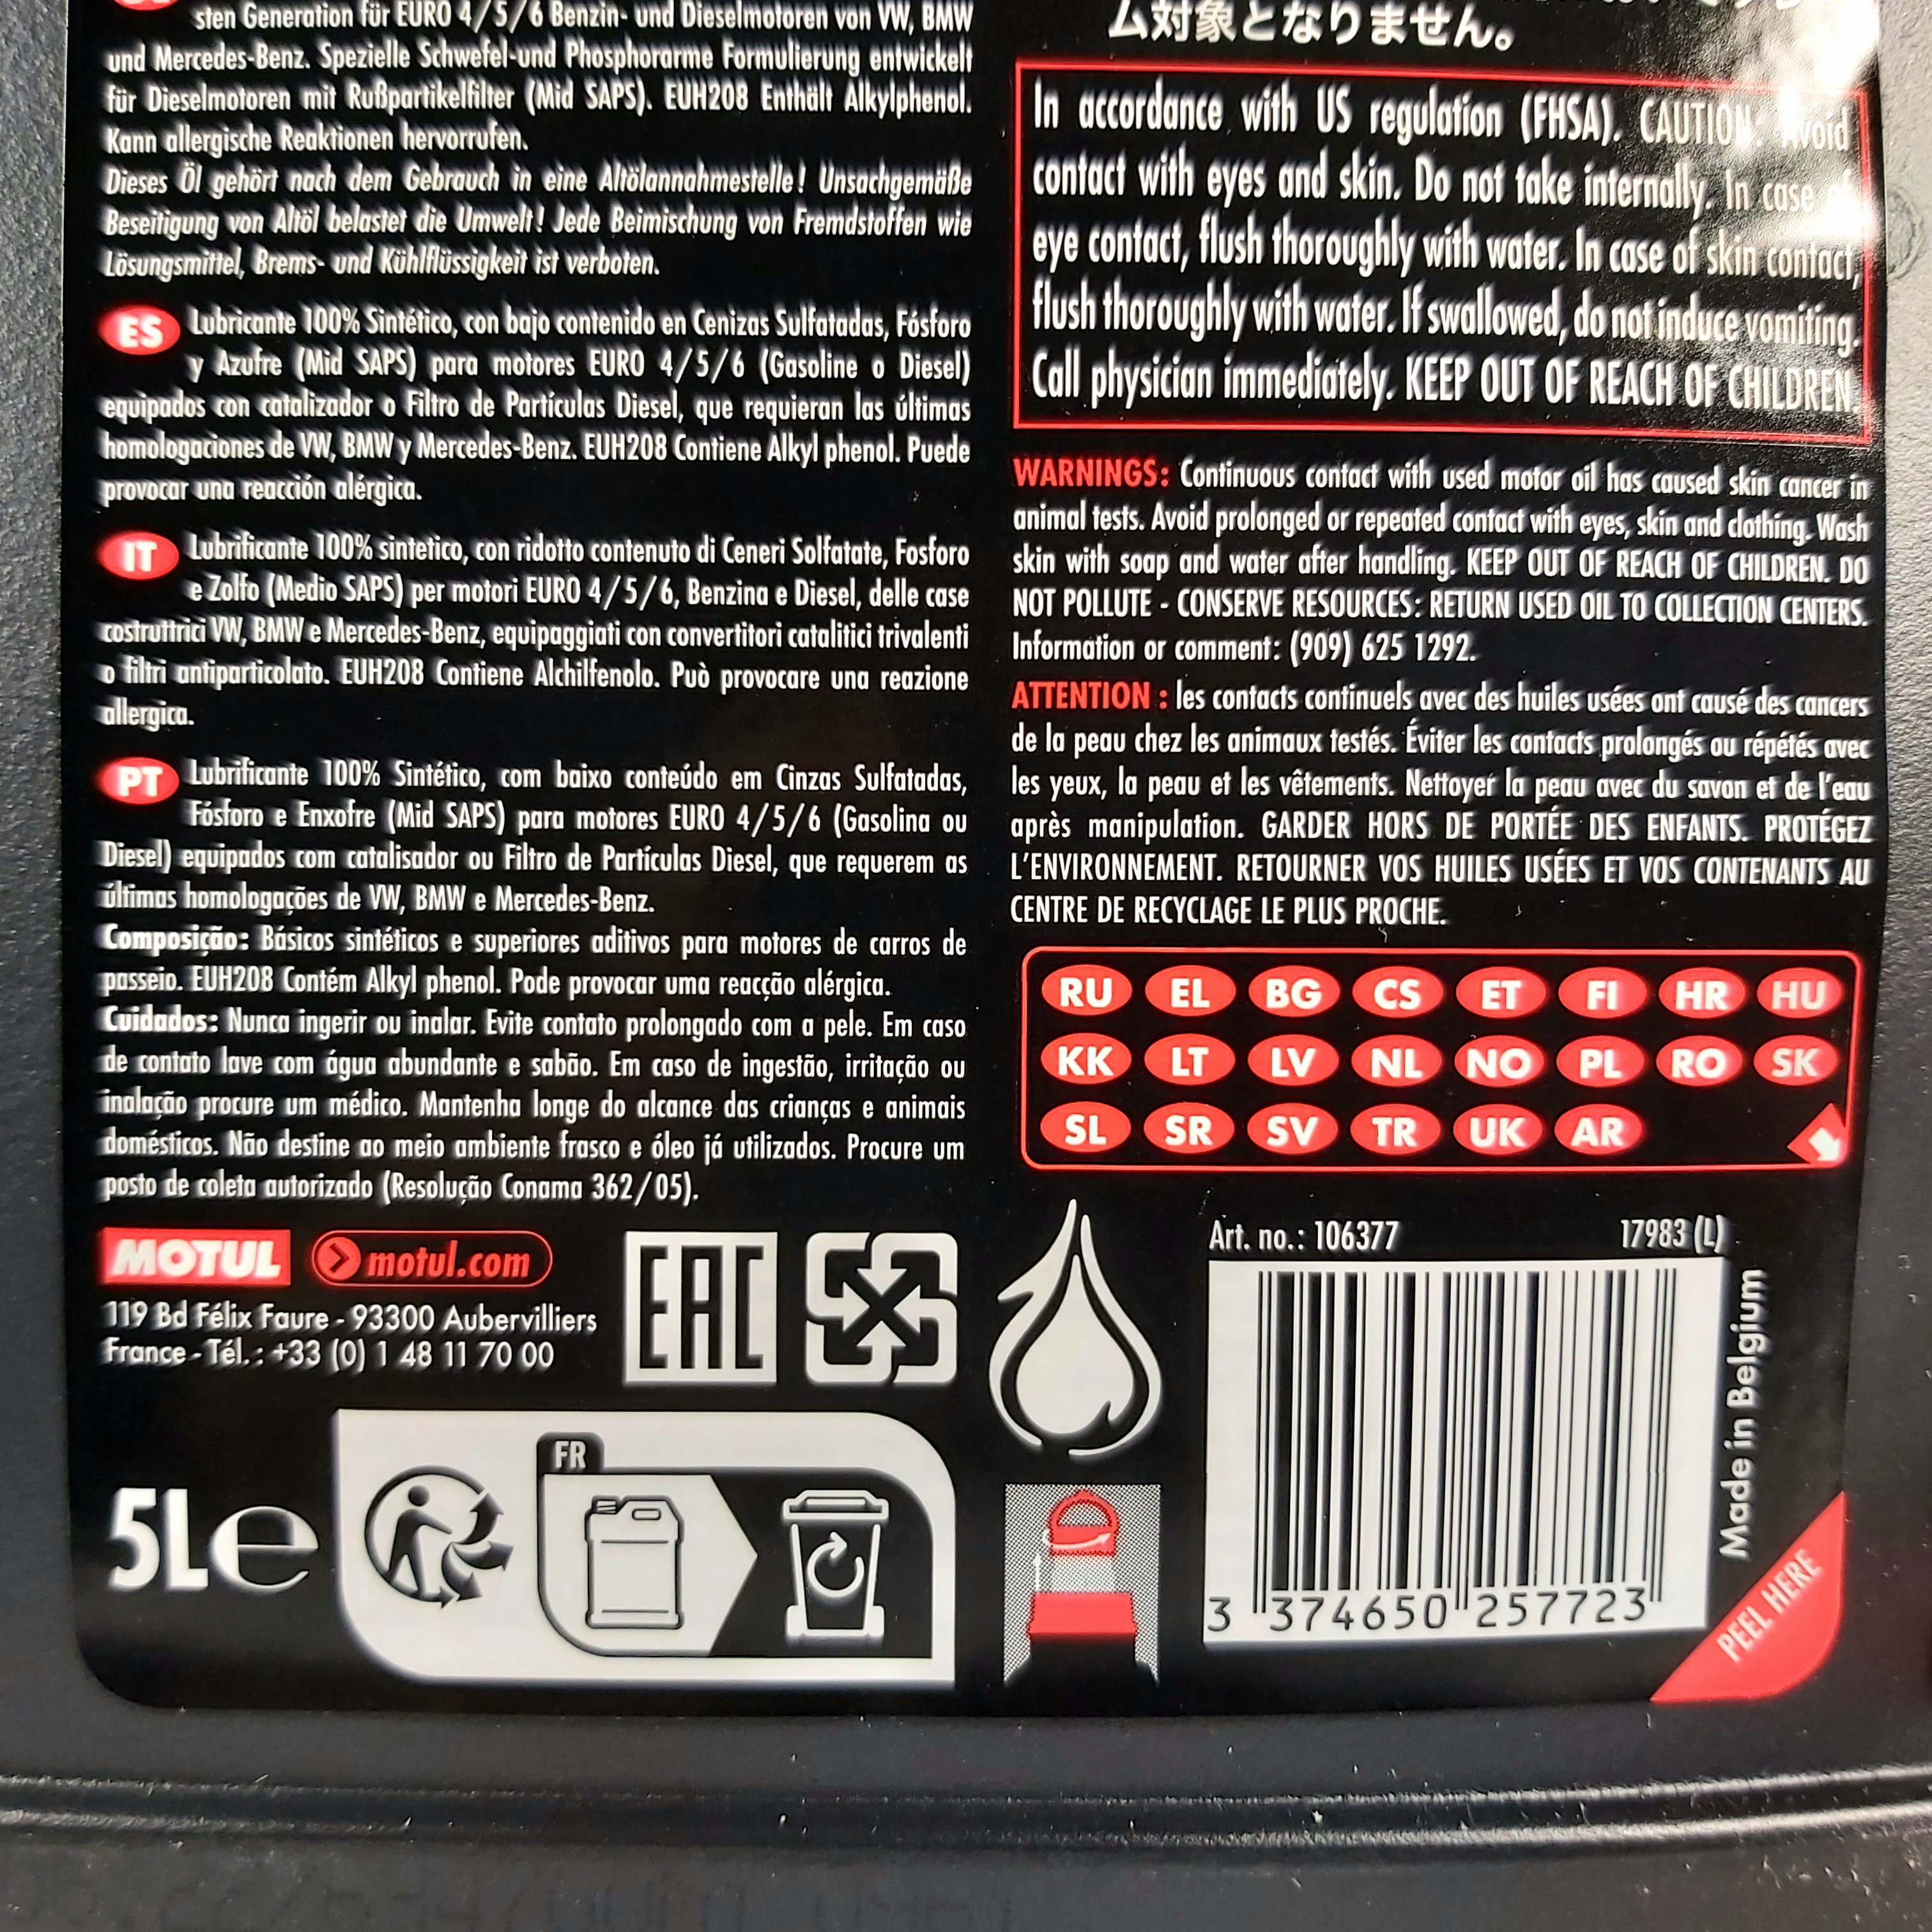 sten Generation für EURO 4/5/6 Benzin- und Dieselmotoren von VW, BMW
und Mercedes-Benz. Spezielle Schwefel-und Phosphorarme Formulierung entwickelt
für Dieselmotoren mit Rußpartikelfilter (Mid SAPS). EUH208 Enthält Alkylphenol.
Kann allergische Reaktionen hervorrufen.
Dieses Öl gehört nach dem Gebrauch in eine Altölannahmestelle! Unsachgemäße
Beseitigung von Altöl belastet die Umwelt! Jede Beimischung von Fremdstoffen wie
Lösungsmittel, Brems- und Kühlflüssigkeit ist verboten.
ES Lubricante 100% Sintético, con bajo contenido en Cenizas Sulfatadas, Fósforo
y Azufre (Mid SAPS) para motores EURO 4/5/6 (Gasoline o Diesel)
equipados con catalizador o Filtro de Partículas Diesel, que requieran las últimas
homologaciones de VW, BMW y Mercedes-Benz. EUH208 Contiene Alkyl phenol. Puede
provocar una reacción alérgica.
IT Lubrificante 100% sintetico, con ridotto contenuto di Ceneri Solfatate, Fosforo
e Zolfo (Medio SAPS) per motori EURO 4/5/6, Benzina e Diesel, delle case
costruttrici VW, BMW e Mercedes-Benz, equipaggiati con convertitori catalitici trivalenti
o filtri antiparticolato. EUH208 Contiene Alchilfenolo. Può provocare una reazione
allergica.
PT Lubrificante 100% Sintético, com baixo conteúdo em Cinzas Sulfatadas,
Fósforo e Enxofre (Mid SAPS) para motores EURO 4/5/6 (Gasolina ou
Diesel) equipados com catalisador ou Filtro de Partículas Diesel, que requerem as
últimas homologações de VW, BMW e Mercedes-Benz.
Composição: Básicos sintéticos e superiores aditivos para motores de carros de
passeio. EUH208 Contém Alkyl phenol. Pode provocar uma reacção alérgica.
Cuidados: Nunca ingerir ou inalar. Evite contato prolongado com a pele. Em caso
de contato lave com água abundante e sabão. Em caso de ingestão, irritação ou
inalação procure um médico. Mantenha longe do alcance das crianças e animais
domésticos. Não destine ao meio ambiente frasco e óleo já utilizados. Procure um
posto de coleta autorizado (Resolução Conama 362/05).
MOTUL motul.com
119 Bd Félix Faure - 93300 Aubervilliers
France - Tél. : +33 (0) 1 48 11 70 00
EAC
5L e
FR
ム対象となりません。
In accordance with US regulation (FHSA). CAUTION: Avoid
contact with eyes and skin. Do not take internally. In case of
eye contact, flush thoroughly with water. In case of skin contact,
flush thoroughly with water. If swallowed, do not induce vomiting.
Call physician immediately. KEEP OUT OF REACH OF CHILDREN
WARNINGS: Continuous contact with used motor oil has caused skin cancer in
animal tests. Avoid prolonged or repeated contact with eyes, skin and clothing. Wash
skin with soap and water after handling. KEEP OUT OF REACH OF CHILDREN. DO
NOT POLLUTE - CONSERVE RESOURCES: RETURN USED OIL TO COLLECTION CENTERS.
Information or comment: (909) 625 1292.
ATTENTION : les contacts continuels avec des huiles usées ont causé des cancers
de la peau chez les animaux testés. Éviter les contacts prolongés ou répétés avec
les yeux, la peau et les vêtements. Nettoyer la peau avec du savon et de l'eau
après manipulation. GARDER HORS DE PORTÉE DES ENFANTS. PROTÉGEZ
L'ENVIRONNEMENT. RETOURNER VOS HUILES USÉES ET VOS CONTENANTS AU
CENTRE DE RECYCLAGE LE PLUS PROCHE.
RU EL BG CS ET FI HR HU
KK LT LV NL NO PL RO SK
SL SR SV TR UK AR
Art. no.: 106377 17983 (L)
3 374650 257723
Made in Belgium
PEEL HERE